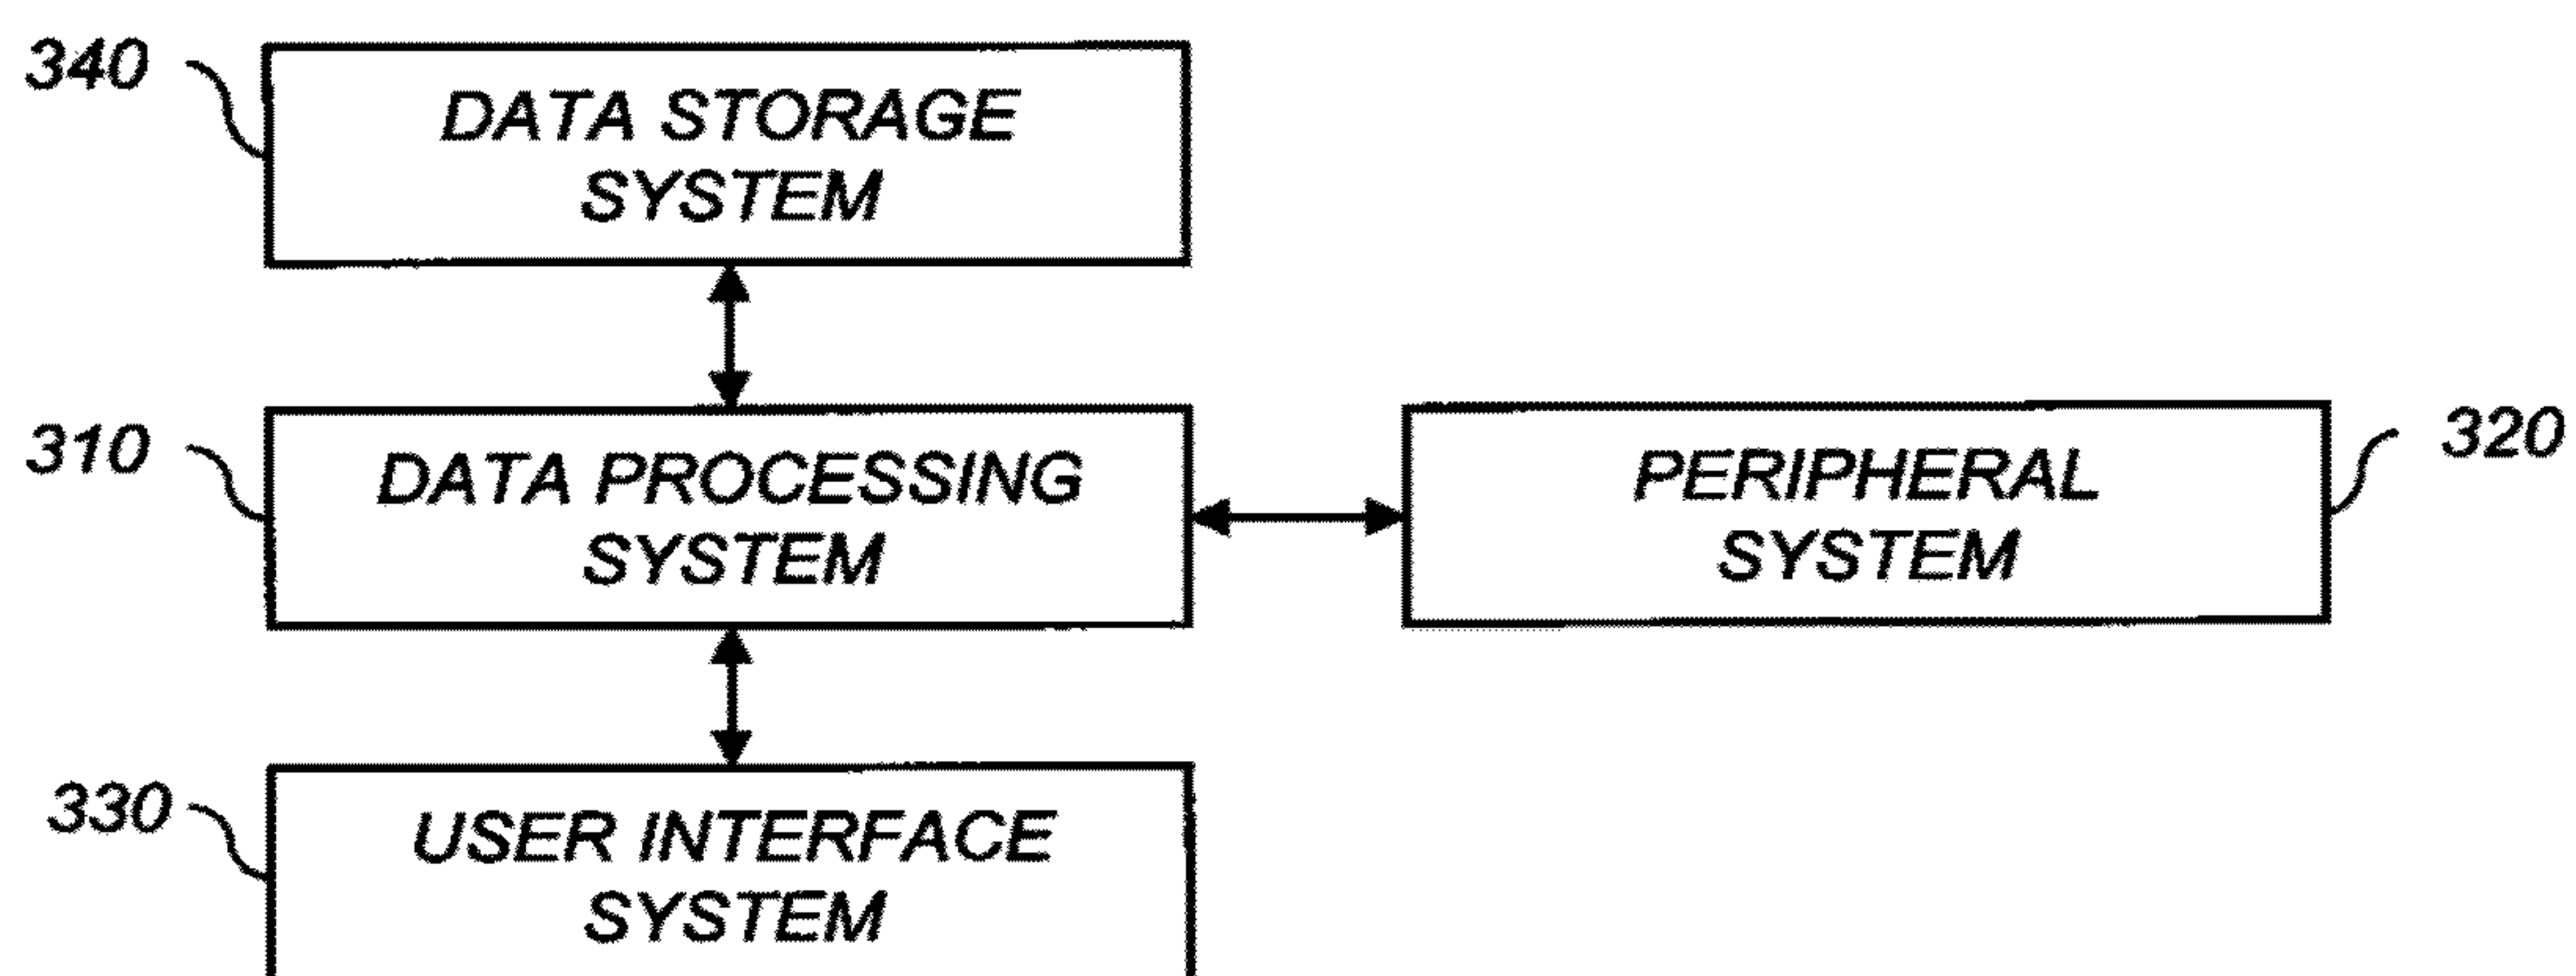 340
DATA STORAGE
SYSTEM
310
DATA PROCESSING
SYSTEM
PERIPHERAL
SYSTEM
320
330
USER INTERFACE
SYSTEM